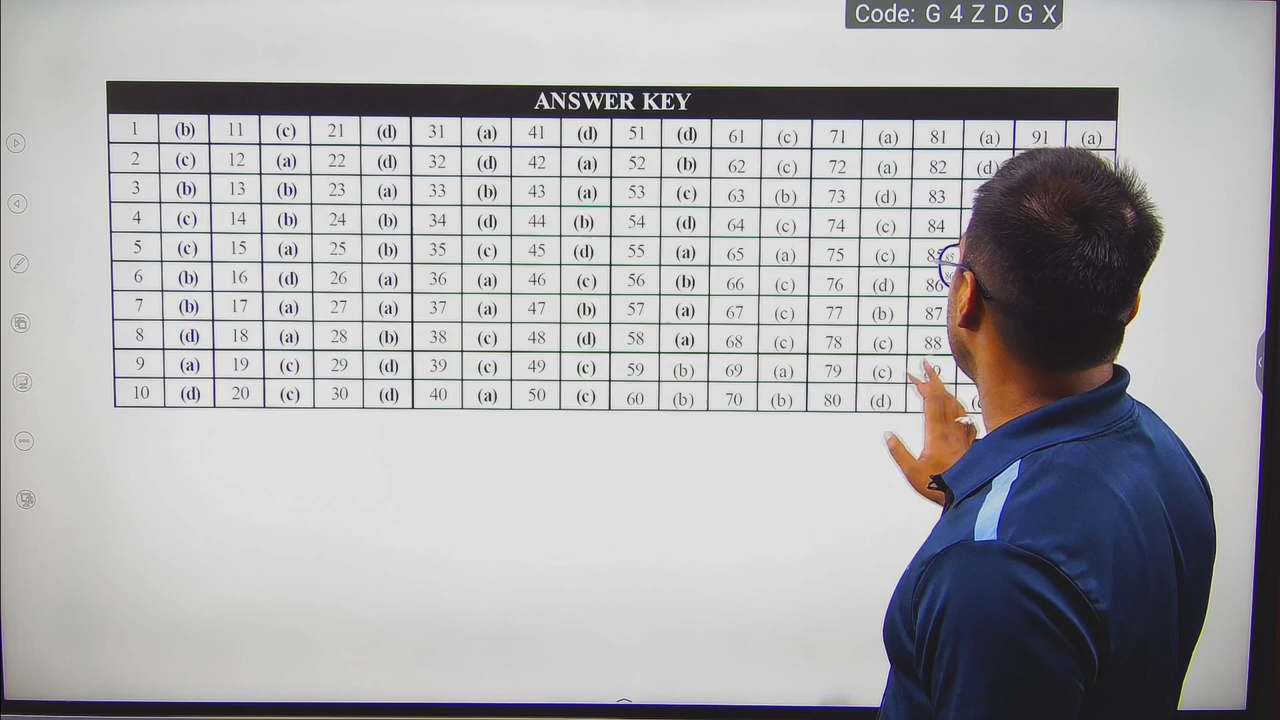 Code: G 4 Z D G X
ANSWER KEY
1 (b) 11 (c) 21 (d) 31 (a) 41 (d) 51 (d) 61 (c) 71 (a) 81 (a) 91 (a)
2 (c) 12 (a) 22 (d) 32 (d) 42 (a) 52 (b) 62 (c) 72 (a) 82 (d)
3 (b) 13 (b) 23 (a) 33 (b) 43 (a) 53 (c) 63 (b) 73 (d) 83
4 (c) 14 (b) 24 (b) 34 (d) 44 (b) 54 (d) 64 (c) 74 (c) 84
5 (c) 15 (a) 25 (b) 35 (c) 45 (d) 55 (a) 65 (a) 75 (c) 85
6 (b) 16 (d) 26 (a) 36 (a) 46 (c) 56 (b) 66 (c) 76 (d) 86
7 (b) 17 (a) 27 (a) 37 (a) 47 (b) 57 (a) 67 (c) 77 (b) 87
8 (d) 18 (a) 28 (b) 38 (c) 48 (d) 58 (a) 68 (c) 78 (c) 88
9 (a) 19 (c) 29 (d) 39 (c) 49 (c) 59 (b) 69 (a) 79 (c)
10 (d) 20 (c) 30 (d) 40 (a) 50 (c) 60 (b) 70 (b) 80 (d)